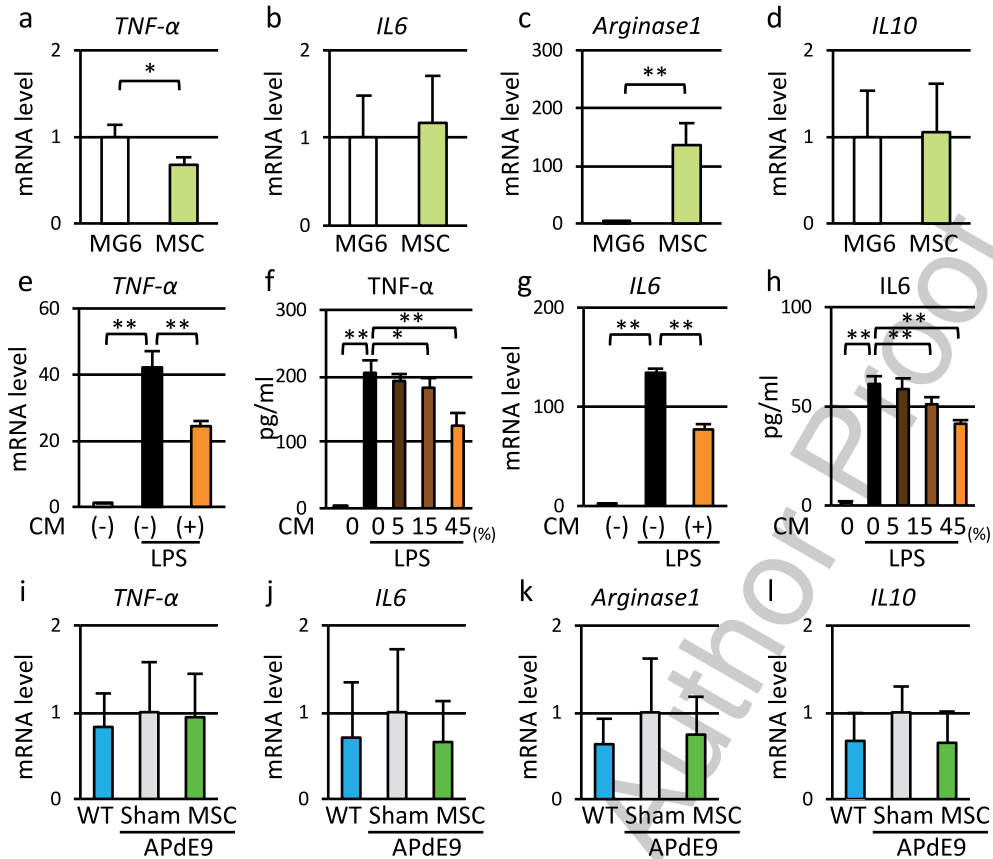 a TNF-α b IL6 c Arginase1 d IL10
mRNA level 2 1 0 * MG6 MSC
mRNA level 2 1 0 MG6 MSC
mRNA level 300 200 100 0 ** MG6 MSC
mRNA level 2 1 0 MG6 MSC
e TNF-α f TNF-α g IL6 h IL6
mRNA level 60 40 20 0 ** **
CM (-) (-) (+)
LPS
pg/ml 300 200 100 0 ** * **
0 0 5 15 45(%)
LPS
mRNA level 200 100 0 ** **
CM (-) (-) (+)
LPS
pg/ml 100 50 0 ** ** **
CM 0 0 5 15 45(%)
LPS
i TNF-α j IL6 k Arginase1 l IL10
mRNA level 2 1 0
WT Sham MSC
APdE9
mRNA level 2 1 0
WT Sham MSC
APdE9
mRNA level 2 1 0
WT Sham MSC
APdE9
mRNA level 2 1 0
WT Sham MSC
APdE9
Author Proof